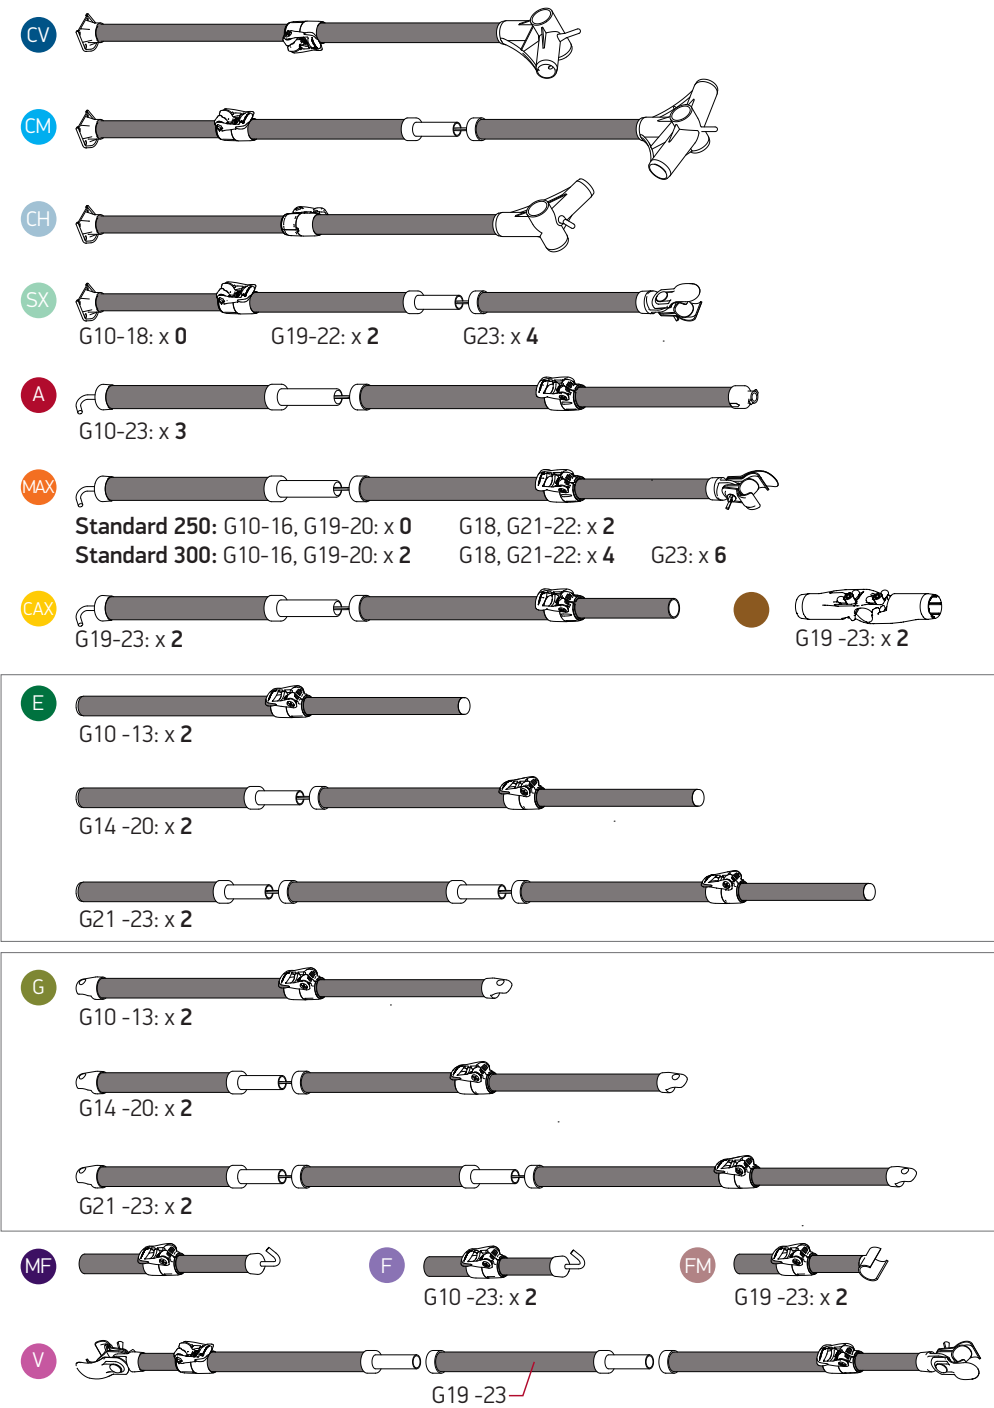 CV
CM
CH
SX
G10-18: x 0 G19-22: x 2 G23: x 4
A
G10-23: x 3
MAX
Standard 250: G10-16, G19-20: x 0 G18, G21-22: x 2
Standard 300: G10-16, G19-20: x 2 G18, G21-22: x 4 G23: x 6
CAX
G19-23: x 2 G19 -23: x 2
E
G10 -13: x 2
G14 -20: x 2
G21 -23: x 2
G
G10 -13: x 2
G14 -20: x 2
G21 -23: x 2
MF F FM
G10 -23: x 2 G19 -23: x 2
V
G19 -23